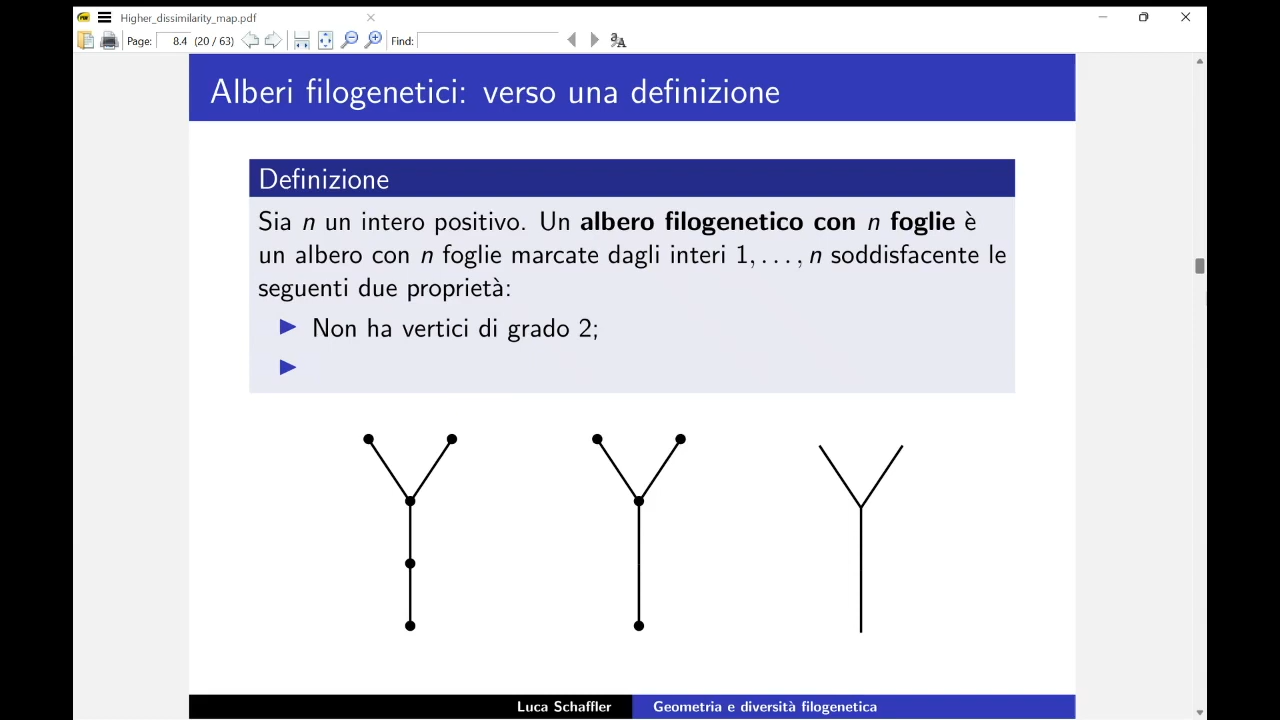 Higher_dissimilarity_map.pdf
Page: 8.4 (20 / 63) Find:
Alberi filogenetici: verso una definizione
Definizione
Sia n un intero positivo. Un albero filogenetico con n foglie è
un albero con n foglie marcate dagli interi 1, . . . , n soddisfacente le
seguenti due proprietà:
Non ha vertici di grado 2;
Luca Schaffler Geometria e diversità filogenetica